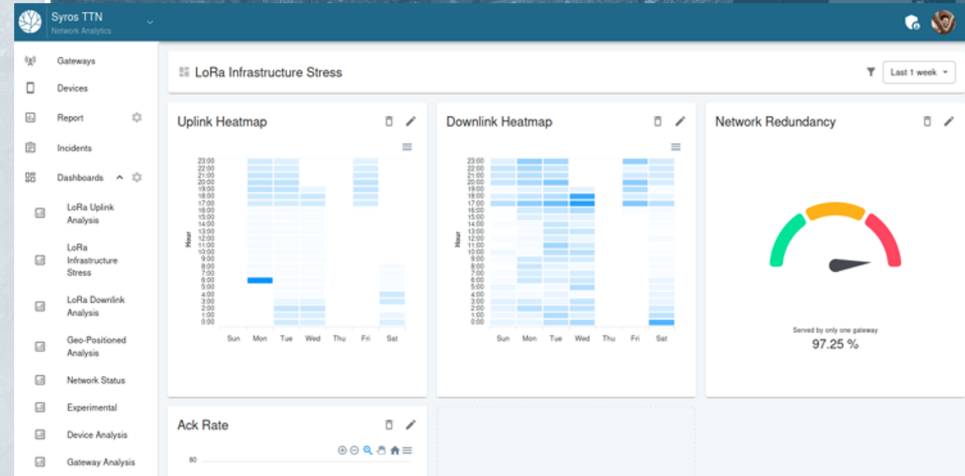 Syros TTN
Network Analytics
Gateways
Devices
Report
Incidents
Dashboards
LoRa Uplink
Analysis
LoRa
Infrastructure
Stress
LoRa Downlink
Analysis
Geo-Positioned
Analysis
Network Status
Experimental
Device Analysis
Gateway Analysis
LoRa Infrastructure Stress
Last 1 week
Uplink Heatmap
Hour
23:00
22:00
21:00
20:00
19:00
18:00
17:00
16:00
15:00
14:00
13:00
12:00
11:00
10:00
9:00
8:00
7:00
6:00
5:00
4:00
3:00
2:00
1:00
0:00
Sun Mon Tue Wed Thu Fri Sat
Downlink Heatmap
Hour
23:00
22:00
21:00
20:00
19:00
18:00
17:00
16:00
15:00
14:00
13:00
12:00
11:00
10:00
9:00
8:00
7:00
6:00
5:00
4:00
3:00
2:00
1:00
0:00
Sun Mon Tue Wed Thu Fri Sat
Network Redundancy
Served by only one gateway
97.25 %
Ack Rate
80